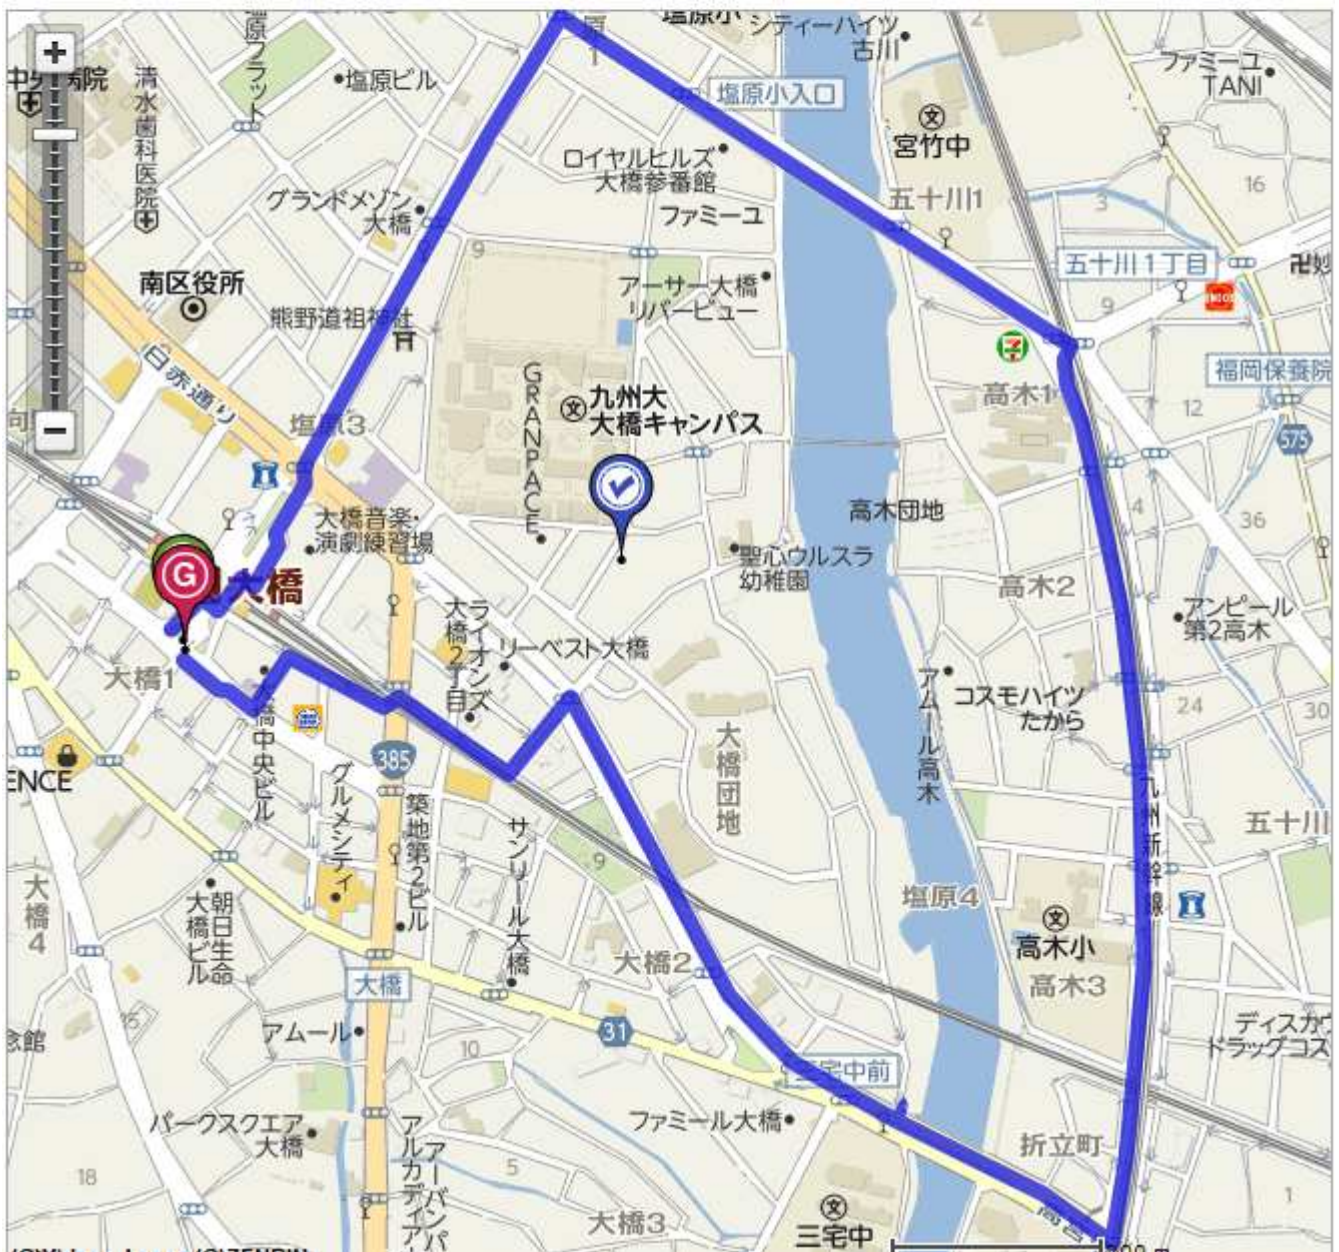 塩原小
シティーハイツ
古川
塩原フラット
1
2
ファミーユ
TANI
病院
清水歯科医院
塩原ビル
塩原小入口
宮竹中
ロイヤルヒルズ
大橋参番館
五十川1
16
3
グランドメゾン
大橋
ファミーユ
9
五十川1丁目
南区役所
アーサー大橋
リバービュー
9
熊野道祖神社
日赤通り
GRANPACE
九州大
大橋キャンパス
高木1
福岡保養院
12
575
塩原3
高木団地
4
36
大橋音楽・
演劇練習場
聖心ウルスラ
幼稚園
高木2
アンピール
第2高木
G
大橋
ライオンズ
大橋2丁目
リーベスト大橋
大橋1
アムール高木
コスモハイツ
たから
24
30
ENCE
橋中央ビル
385
大橋団地
九州新幹線
グルメシティ
築地第2ビル
サンリール大橋
9
五十川
大橋4
朝日生命
大橋ビル
塩原4
高木小
高木3
大橋2
大橋
31
ディスカウ
ドラッグコス
念館
アムール
10
三宅中前
パークスクエア
大橋
ファミール大橋
折立町
18
5
大橋3
三宅中
1